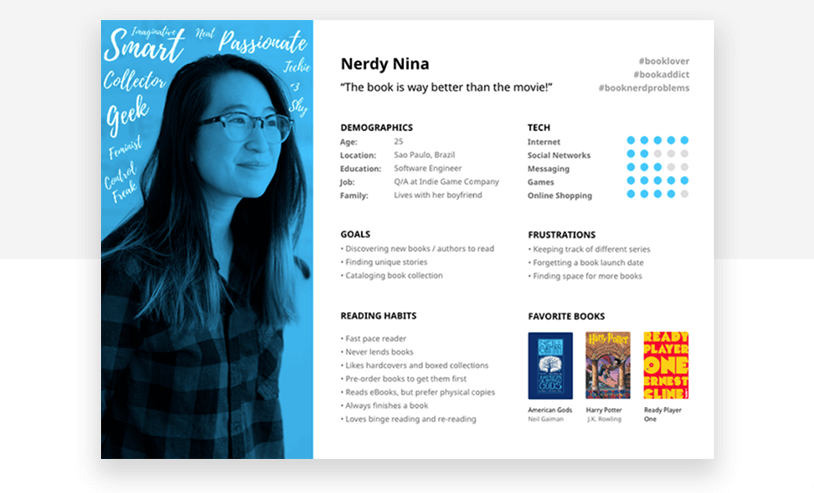 Imaginative
Neat
Smart
Passionate
Techie
Collector
Shy
Geek
Feminist
Control
Freak
Nerdy Nina
“The book is way better than the movie!”
#booklover
#bookaddict
#booknerdproblems
DEMOGRAPHICS
Age: 25
Location: Sao Paulo, Brazil
Education: Software Engineer
Job: Q/A at Indie Game Company
Family: Lives with her boyfriend
TECH
Internet
Social Networks
Messaging
Games
Online Shopping
GOALS
• Discovering new books / authors to read
• Finding unique stories
• Cataloging book collection
FRUSTRATIONS
• Keeping track of different series
• Forgetting a book launch date
• Finding space for more books
READING HABITS
• Fast pace reader
• Never lends books
• Likes hardcovers and boxed collections
• Pre-order books to get them first
• Reads eBooks, but prefer physical copies
• Always finishes a book
• Loves binge reading and re-reading
FAVORITE BOOKS
Harry Potter
READY
PLAYER
ONE
ERNEST
CLINE
American Gods
Neil Gaiman
Harry Potter
J.K. Rowling
Ready Player
One